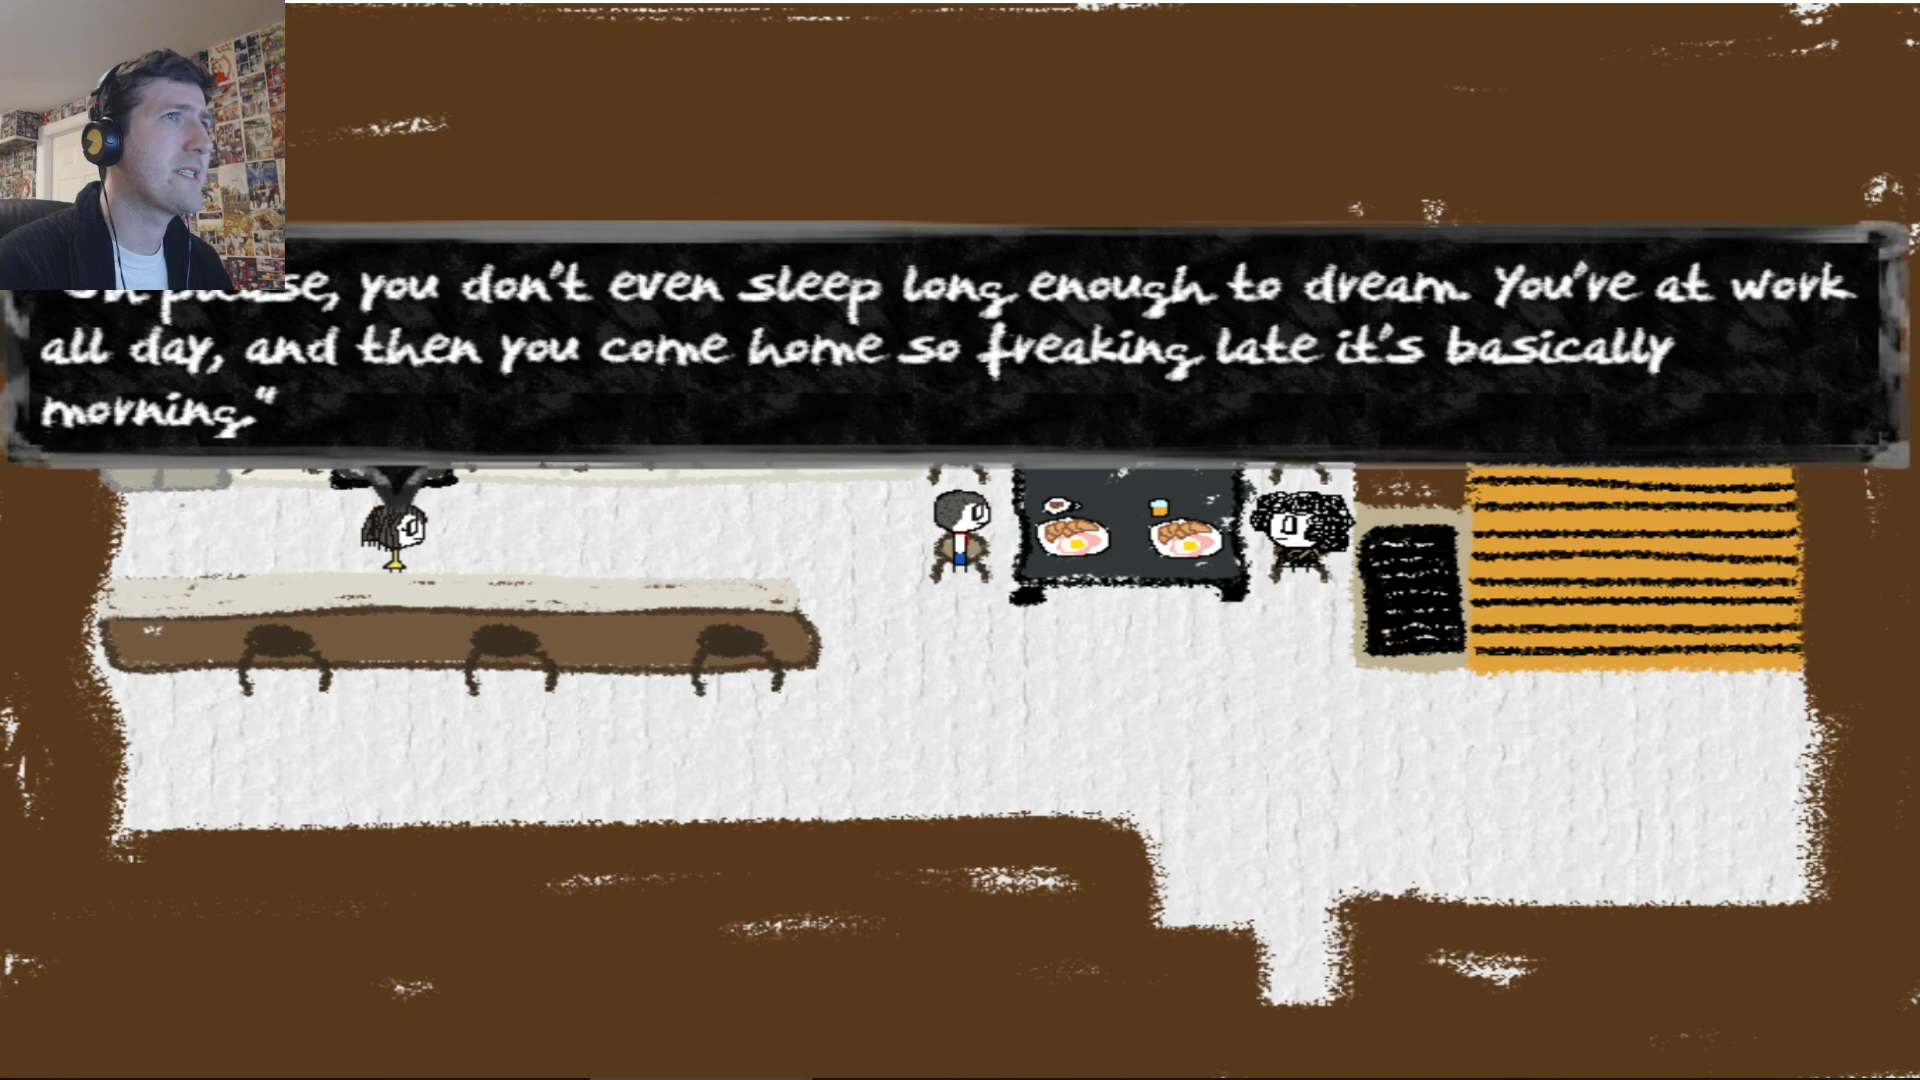 you don't even sleep long enough to dream. You're at work
all day, and then you come home so freaking late it's basically
morning."